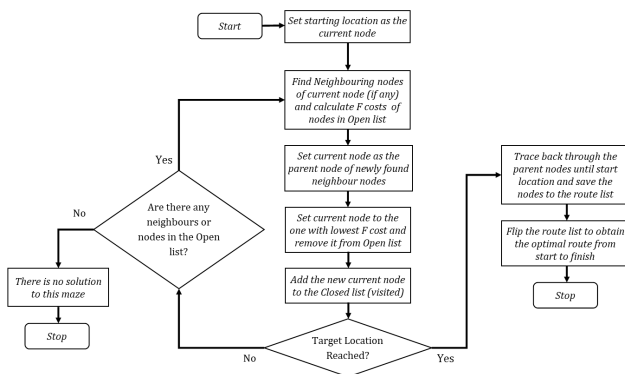 Start
Set starting location as the
current node
Find Neighbouring nodes
of current node (if any)
and calculate F costs of
nodes in Open list
Set current node as the
parent node of newly found
neighbour nodes
Set current node to the
one with lowest F cost and
remove it from Open list
Add the new current node
to the Closed list (visited)
Target Location
Reached?
No
Yes
Are there any
neighbours or
nodes in the Open
list?
Yes
No
There is no solution
to this maze
Stop
Trace back through the
parent nodes until start
location and save the
nodes to the route list
Flip the route list to obtain
the optimal route from
start to finish
Stop